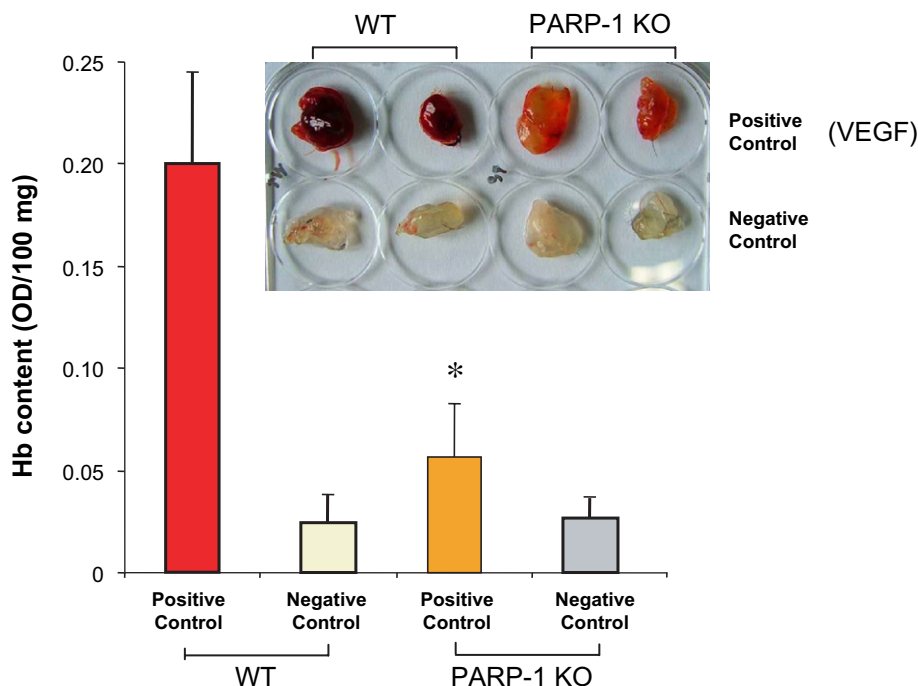 WT
PARP-1 KO
Positive
Control
(VEGF)
Negative
Control
Hb content (OD/100 mg)
0.25
0.20
0.15
0.10
0.05
0
*
Positive
Control
Negative
Control
Positive
Control
Negative
Control
WT
PARP-1 KO